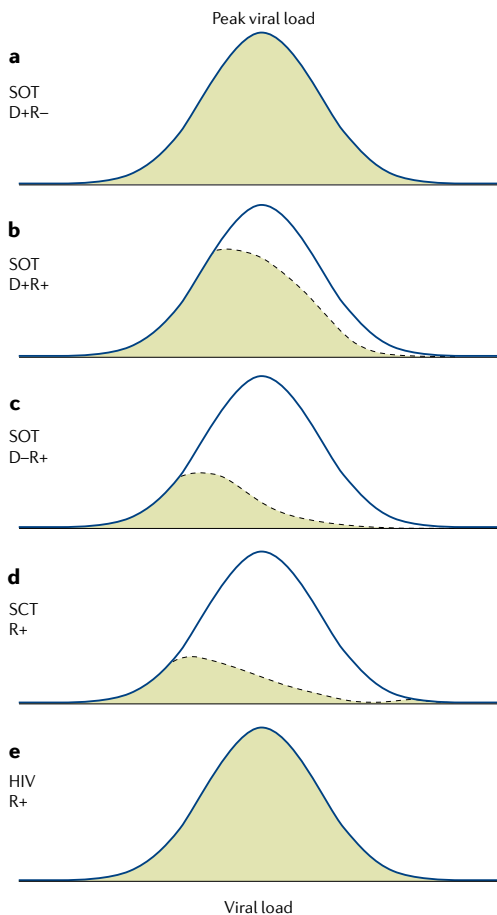 Peak viral load
a
SOT
D+R–
b
SOT
D+R+
c
SOT
D–R+
d
SCT
R+
e
HIV
R+
Viral load